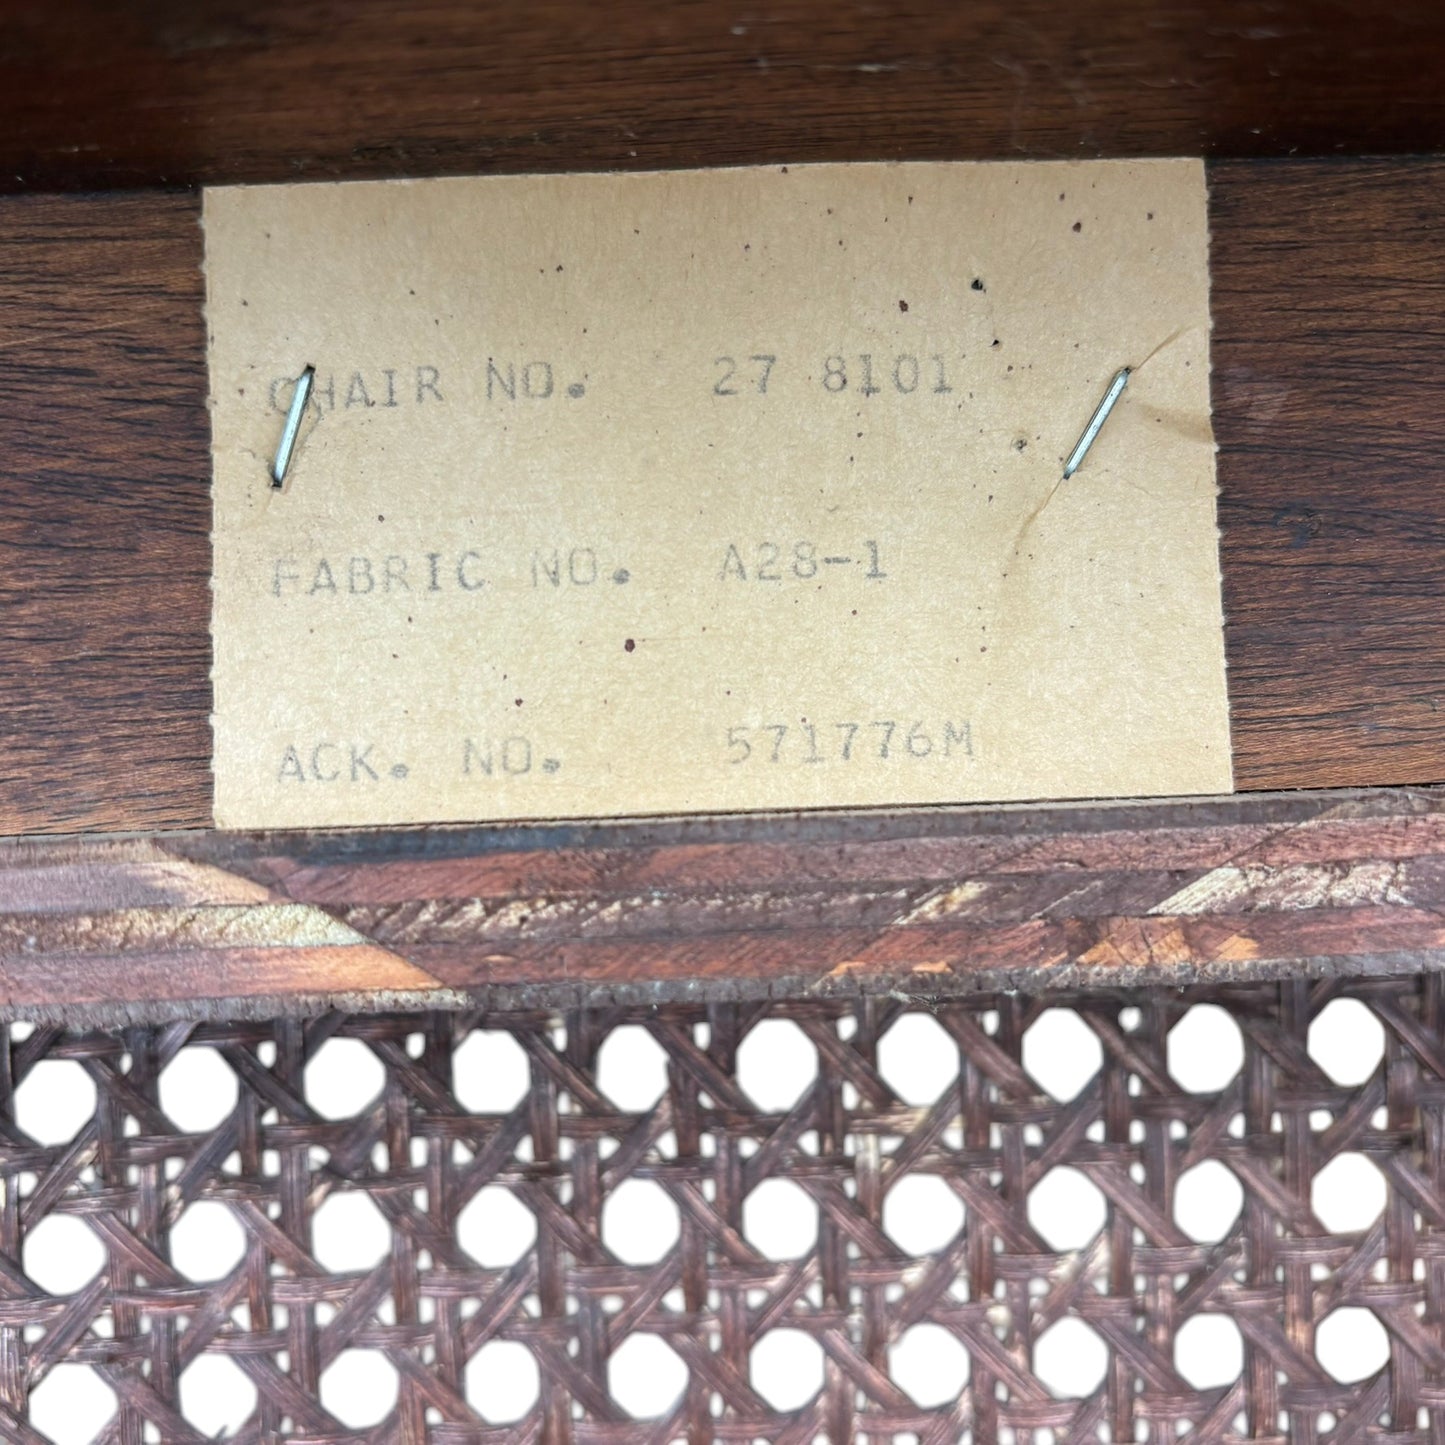 CHAIR NO. 27 8101
FABRIC NO. A28-1
ACK. NO. 571776M